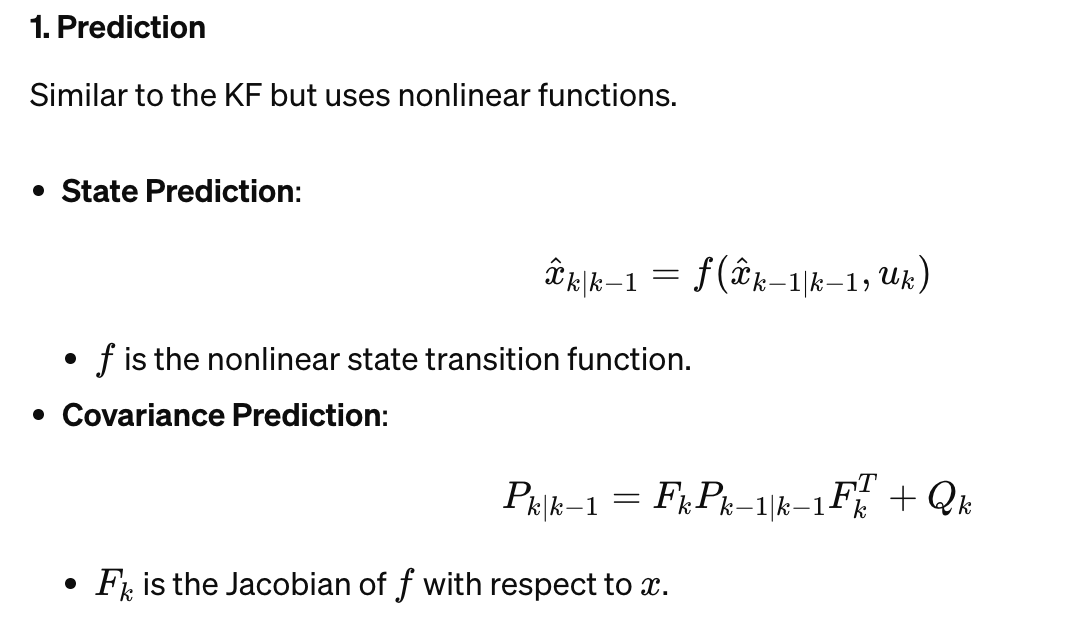 1. Prediction
Similar to the KF but uses nonlinear functions.
• State Prediction:
x̂_{k|k−1} = f(x̂_{k−1|k−1}, u_k)
• f is the nonlinear state transition function.
• Covariance Prediction:
P_{k|k−1} = F_k P_{k−1|k−1} F_k^T + Q_k
• F_k is the Jacobian of f with respect to x.